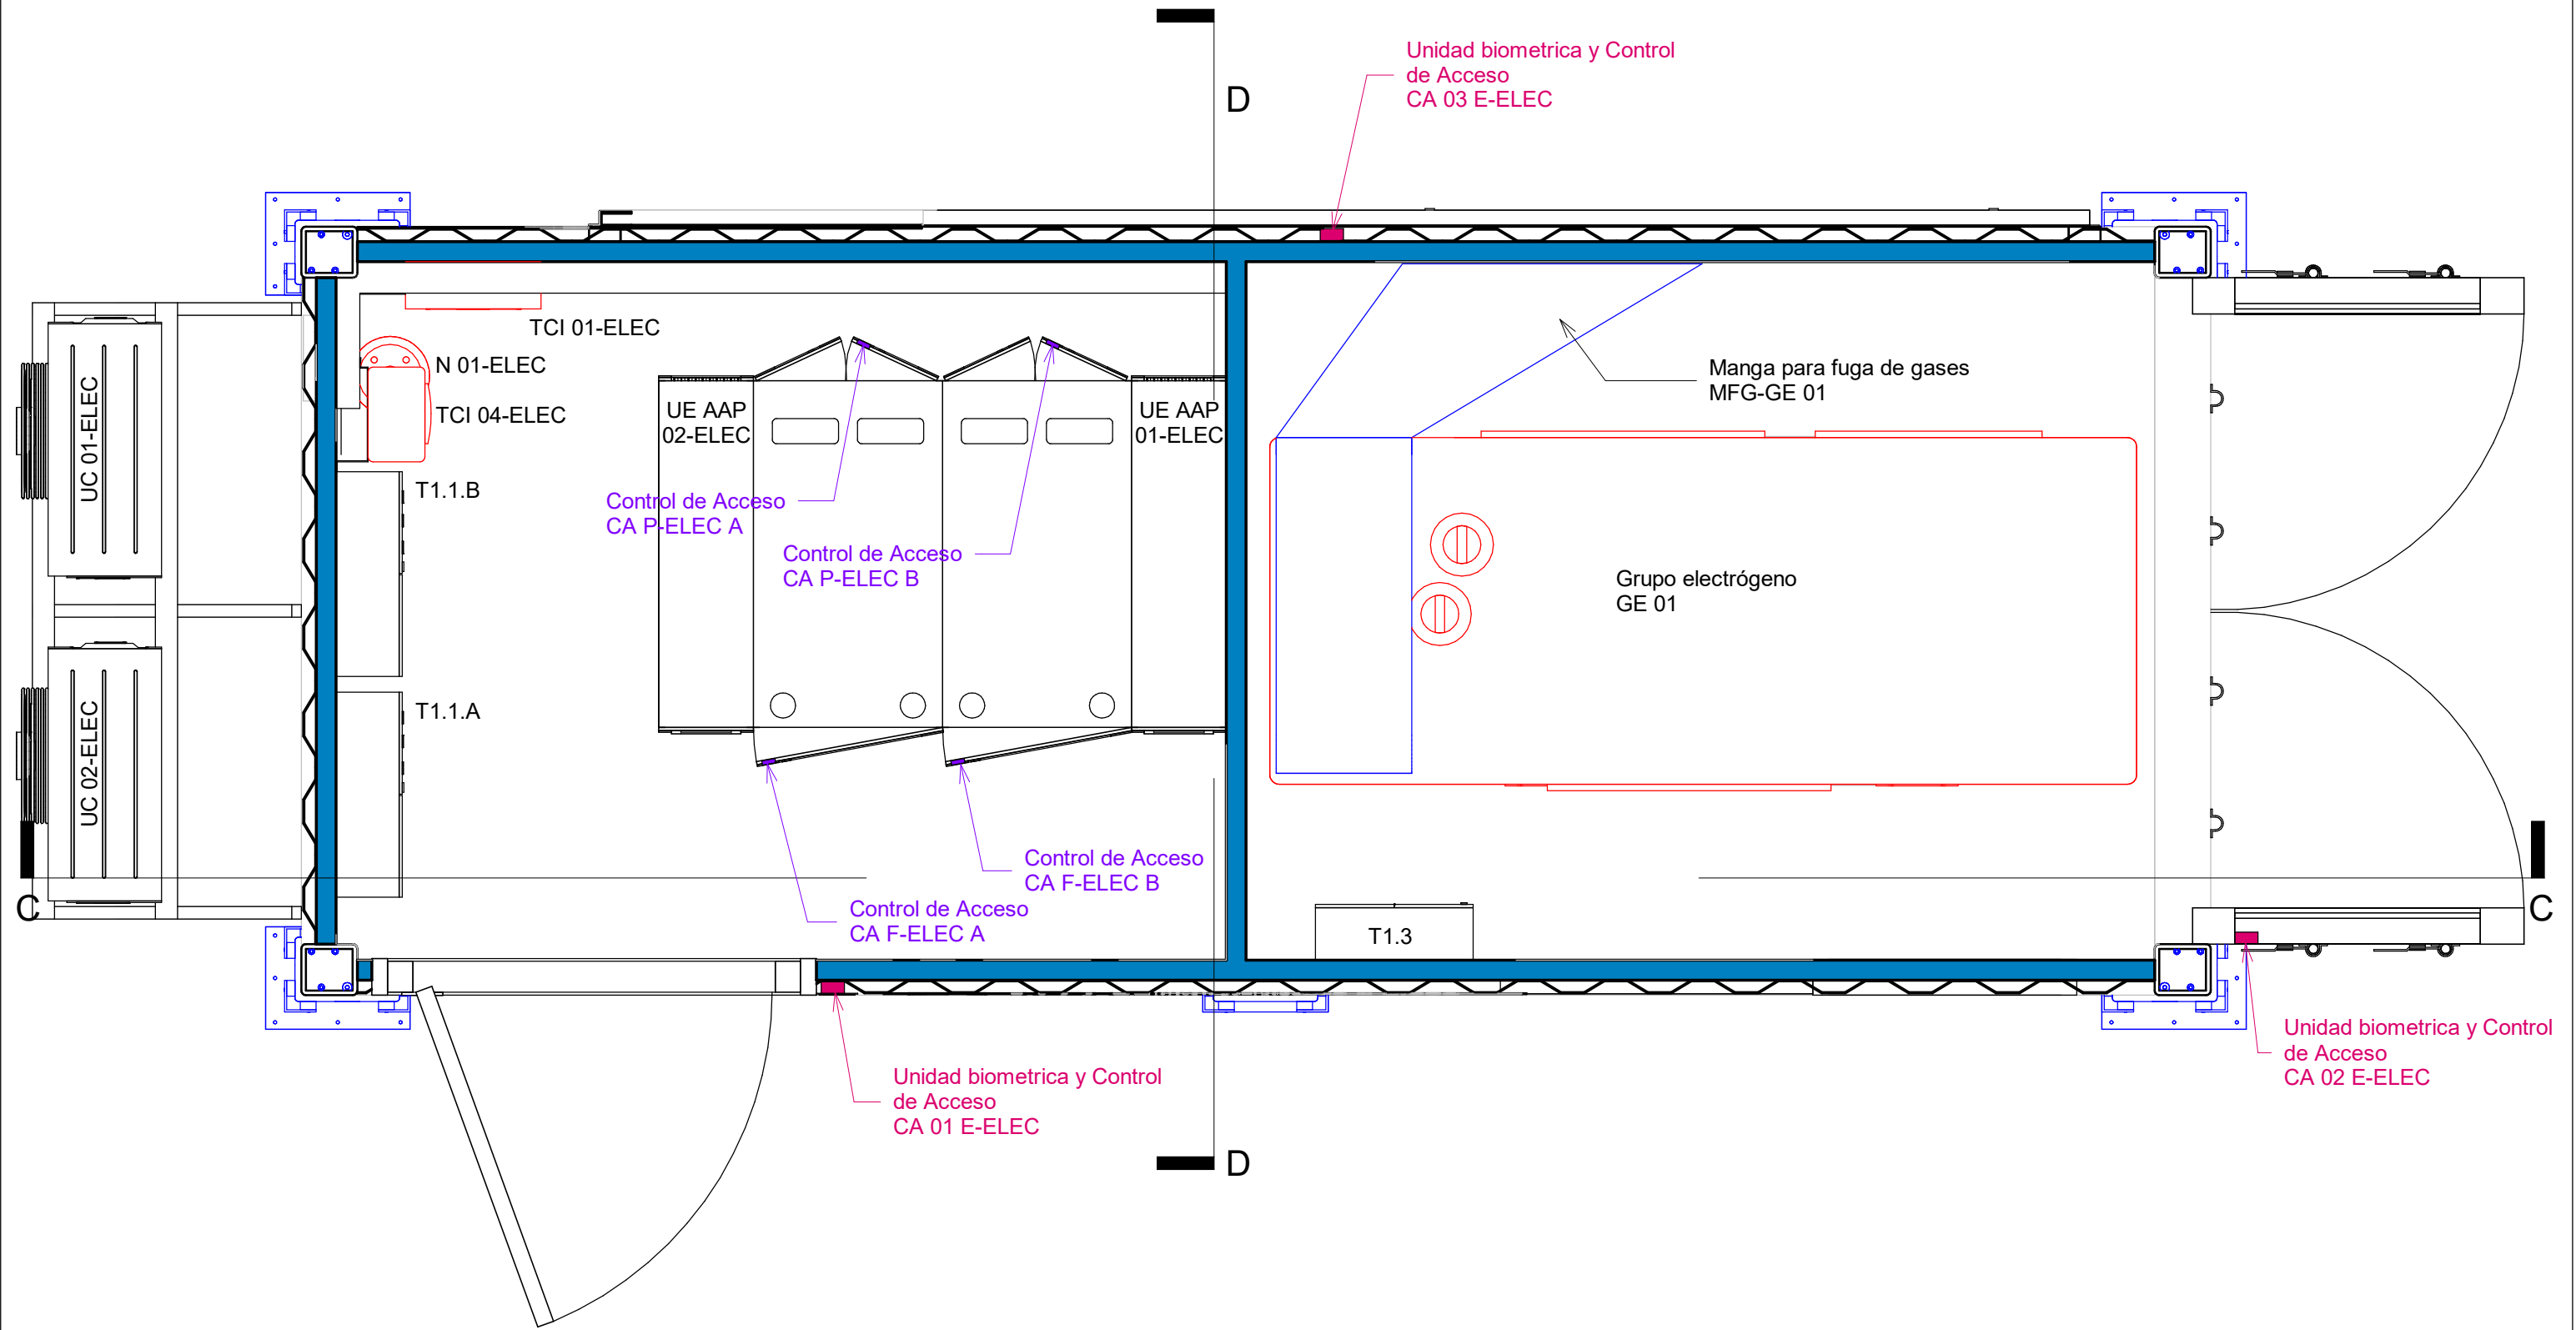 Unidad biometrica y Control
de Acceso
CA 03 E-ELEC
D
TCI 01-ELEC
N 01-ELEC
TCI 04-ELEC
UC 01-ELEC
UE AAP
02-ELEC
UE AAP
01-ELEC
Manga para fuga de gases
MFG-GE 01
T1.1.B
Control de Acceso
CA P-ELEC A
Control de Acceso
CA P-ELEC B
Grupo electrógeno
GE 01
T1.1.A
UC 02-ELEC
Control de Acceso
CA F-ELEC B
Control de Acceso
CA F-ELEC A
C
C
T1.3
Unidad biometrica y Control
de Acceso
CA 02 E-ELEC
Unidad biometrica y Control
de Acceso
CA 01 E-ELEC
D